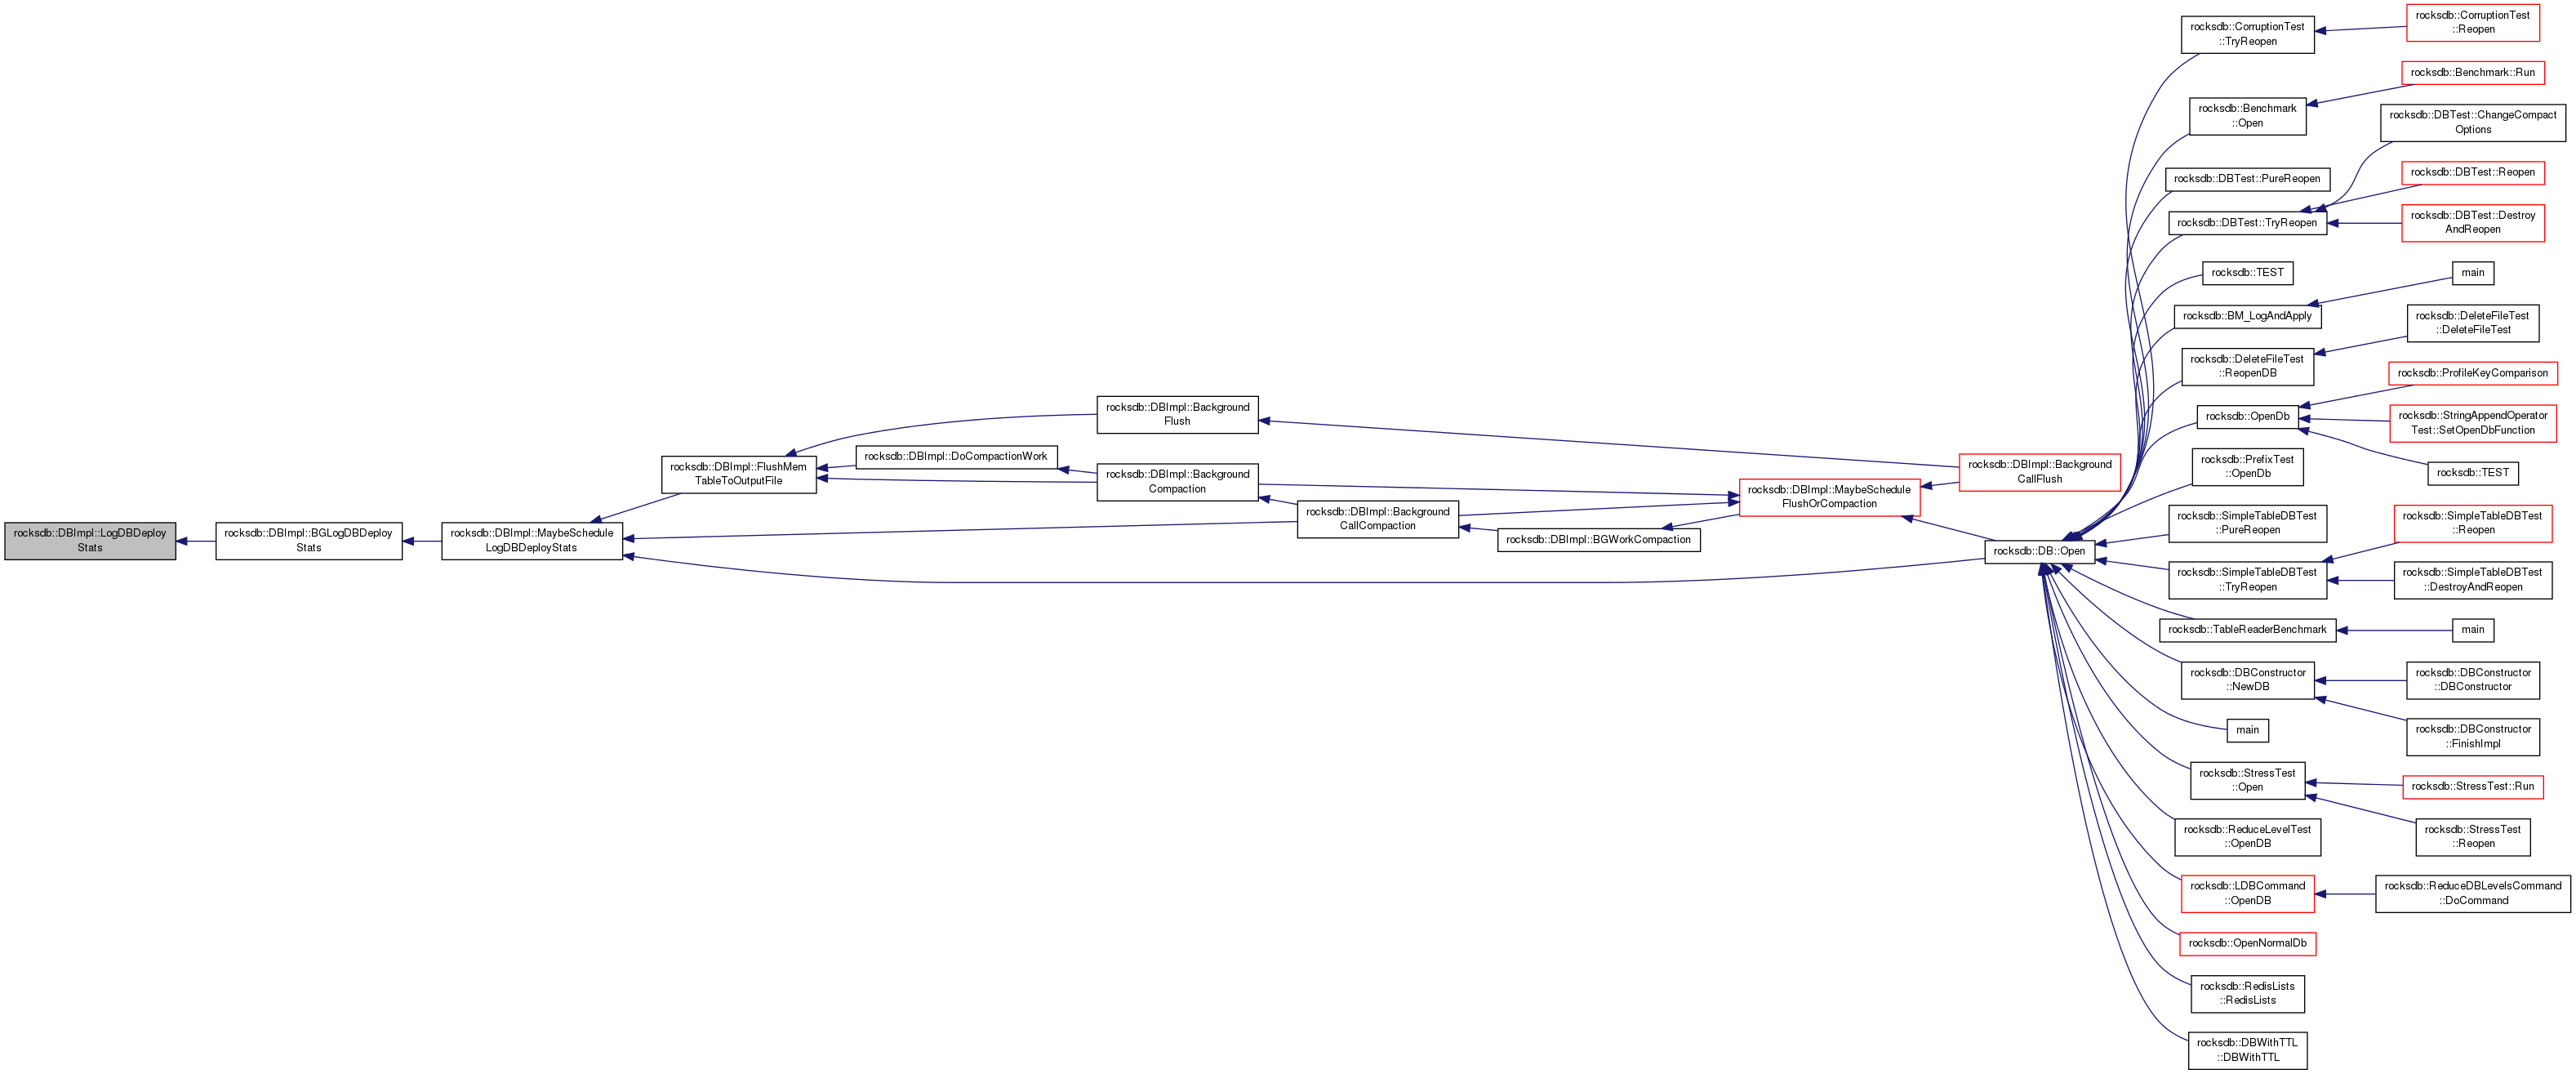 rocksdb::DBImpl::LogDBDeploy
Stats
rocksdb::DBImpl::BGLogDBDeploy
Stats
rocksdb::DBImpl::MaybeSchedule
LogDBDeployStats
rocksdb::DBImpl::FlushMem
TableToOutputFile
rocksdb::DBImpl::DoCompactionWork
rocksdb::DBImpl::Background
Flush
rocksdb::DBImpl::Background
Compaction
rocksdb::DBImpl::Background
CallCompaction
rocksdb::DBImpl::BGWorkCompaction
rocksdb::DBImpl::MaybeSchedule
FlushOrCompaction
rocksdb::DBImpl::Background
CallFlush
rocksdb::DB::Open
rocksdb::CorruptionTest
::TryReopen
rocksdb::CorruptionTest
::Reopen
rocksdb::Benchmark
::Open
rocksdb::Benchmark::Run
rocksdb::DBTest::PureReopen
rocksdb::DBTest::TryReopen
rocksdb::DBTest::ChangeCompact
Options
rocksdb::DBTest::Reopen
rocksdb::DBTest::Destroy
AndReopen
rocksdb::TEST
rocksdb::BM_LogAndApply
main
rocksdb::DeleteFileTest
::ReopenDB
rocksdb::DeleteFileTest
::DeleteFileTest
rocksdb::OpenDb
rocksdb::ProfileKeyComparison
rocksdb::StringAppendOperator
Test::SetOpenDbFunction
rocksdb::TEST
rocksdb::PrefixTest
::OpenDb
rocksdb::SimpleTableDBTest
::PureReopen
rocksdb::SimpleTableDBTest
::TryReopen
rocksdb::SimpleTableDBTest
::Reopen
rocksdb::SimpleTableDBTest
::DestroyAndReopen
rocksdb::TableReaderBenchmark
main
rocksdb::DBConstructor
::NewDB
rocksdb::DBConstructor
::DBConstructor
rocksdb::DBConstructor
::FinishImpl
main
rocksdb::StressTest
::Open
rocksdb::StressTest::Run
rocksdb::StressTest
::Reopen
rocksdb::ReduceLevelTest
::OpenDB
rocksdb::LDBCommand
::OpenDB
rocksdb::ReduceDBLevelsCommand
::DoCommand
rocksdb::OpenNormalDb
rocksdb::RedisLists
::RedisLists
rocksdb::DBWithTTL
::DBWithTTL